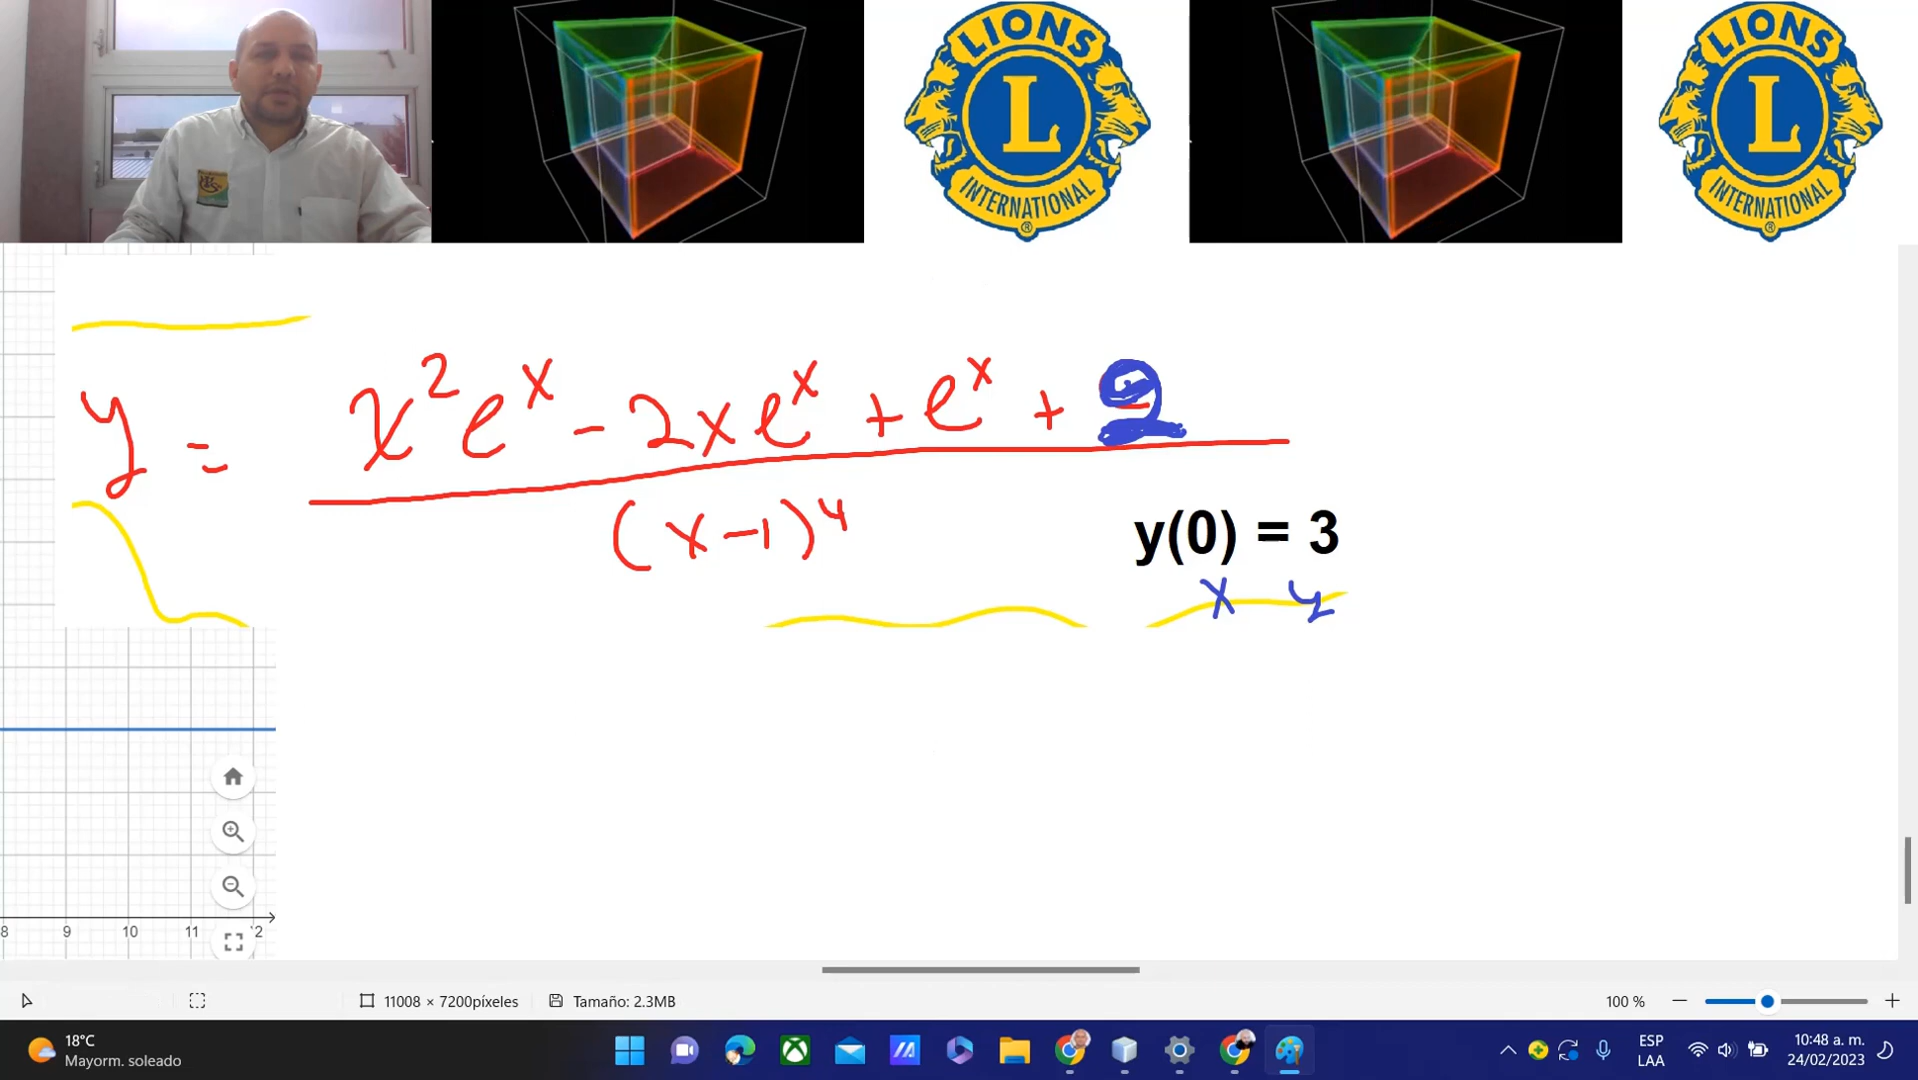 LIONS
L
INTERNATIONAL
®
LIONS
L
INTERNATIONAL
®
y = x²eˣ - 2xeˣ + eˣ + 2
(x-1)⁴
y(0) = 3
x y
8 9 10 11 2
11008 × 7200píxeles
Tamaño: 2.3MB
100 %
18°C
Mayorm. soleado
ESP
LAA
10:48 a. m.
24/02/2023